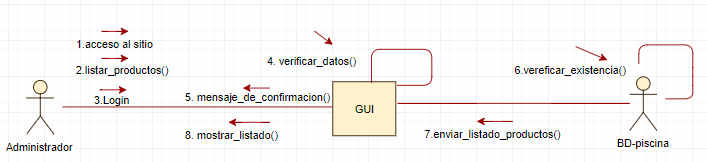 1.acceso al sitio
2.listar_productos()
3.Login
4. verificar_datos()
5. mensaje_de_confirmacion()
6.vereficar_existencia()
7.enviar_listado_productos()
8. mostrar_listado()
GUI
Administrador
BD-piscina